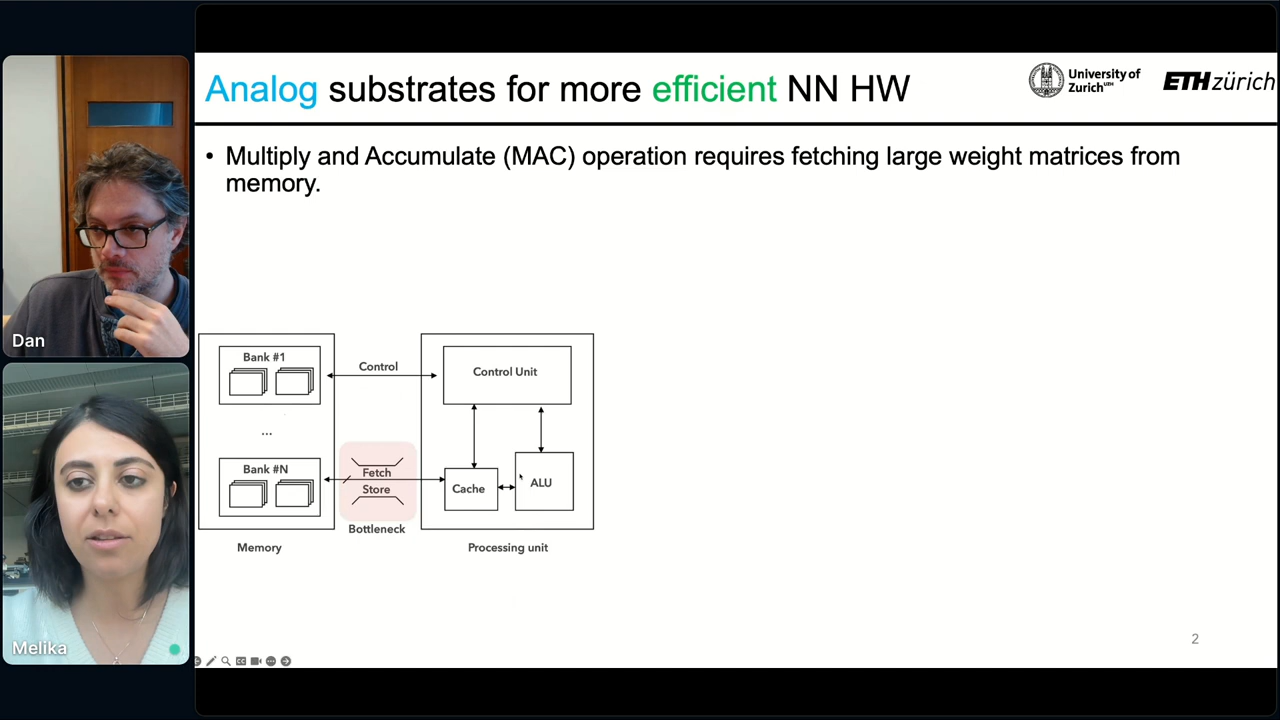 Analog substrates for more efficient NN HW
University of
Zurich UZH
ETH zürich
• Multiply and Accumulate (MAC) operation requires fetching large weight matrices from
memory.
Dan
Melika
Bank #1
...
Bank #N
Memory
Control
Fetch
Store
Bottleneck
Control Unit
Cache
ALU
Processing unit
2